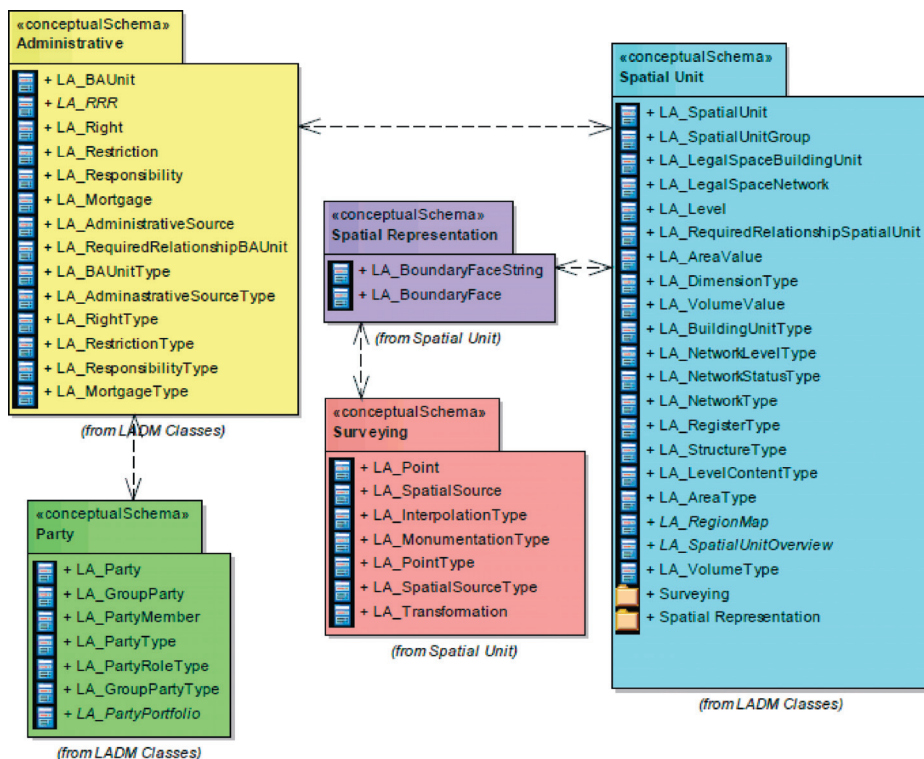 «conceptualSchema»
Administrative
+ LA_BAUnit
+ LA_RRR
+ LA_Right
+ LA_Restriction
+ LA_Responsibility
+ LA_Mortgage
+ LA_AdministrativeSource
+ LA_RequiredRelationshipBAUnit
+ LA_BAUnitType
+ LA_AdminastrativeSourceType
+ LA_RightType
+ LA_RestrictionType
+ LA_ResponsibilityType
+ LA_MortgageType
(from LADM Classes)
«conceptualSchema»
Party
+ LA_Party
+ LA_GroupParty
+ LA_PartyMember
+ LA_PartyType
+ LA_PartyRoleType
+ LA_GroupPartyType
+ LA_PartyPortfolio
(from LADM Classes)
«conceptualSchema»
Spatial Representation
+ LA_BoundaryFaceString
+ LA_BoundaryFace
(from Spatial Unit)
«conceptualSchema»
Surveying
+ LA_Point
+ LA_SpatialSource
+ LA_InterpolationType
+ LA_MonumentationType
+ LA_PointType
+ LA_SpatialSourceType
+ LA_Transformation
(from Spatial Unit)
«conceptualSchema»
Spatial Unit
+ LA_SpatialUnit
+ LA_SpatialUnitGroup
+ LA_LegalSpaceBuildingUnit
+ LA_LegalSpaceNetwork
+ LA_Level
+ LA_RequiredRelationshipSpatialUnit
+ LA_AreaValue
+ LA_DimensionType
+ LA_VolumeValue
+ LA_BuildingUnitType
+ LA_NetworkLevelType
+ LA_NetworkStatusType
+ LA_NetworkType
+ LA_RegisterType
+ LA_StructureType
+ LA_LevelContentType
+ LA_AreaType
+ LA_RegionMap
+ LA_SpatialUnitOverview
+ LA_VolumeType
+ Surveying
+ Spatial Representation
(from LADM Classes)